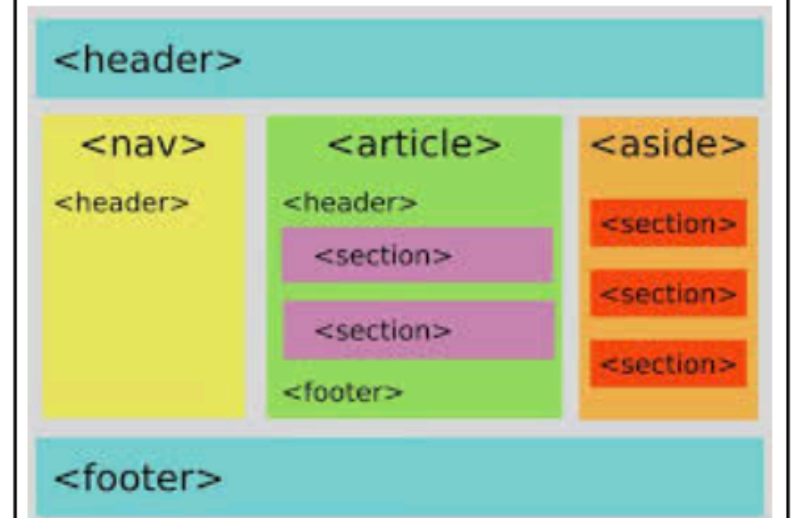 <header>
<nav>
<header>
<article>
<header>
<section>
<section>
<footer>
<aside>
<section>
<section>
<section>
<footer>